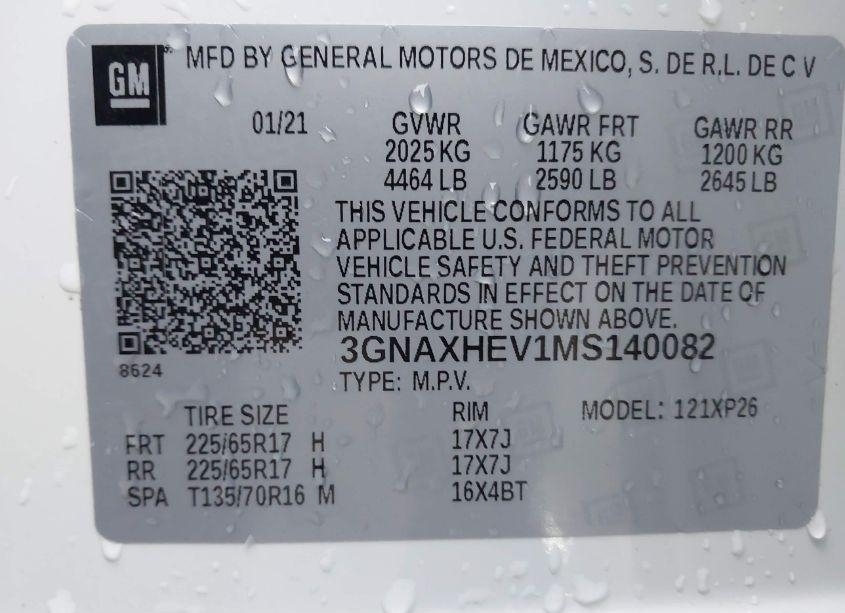 GM
MFD BY GENERAL MOTORS DE MEXICO, S. DE R.L. DE C V
01/21 GVWR GAWR FRT GAWR RR
2025 KG 1175 KG 1200 KG
4464 LB 2590 LB 2645 LB
THIS VEHICLE CONFORMS TO ALL
APPLICABLE U.S. FEDERAL MOTOR
VEHICLE SAFETY AND THEFT PREVENTION
STANDARDS IN EFFECT ON THE DATE OF
MANUFACTURE SHOWN ABOVE.
3GNAXHEV1MS140082
8624
TYPE: M.P.V.
TIRE SIZE RIM MODEL: 121XP26
FRT 225/65R17 H 17X7J
RR 225/65R17 H 17X7J
SPA T135/70R16 M 16X4BT